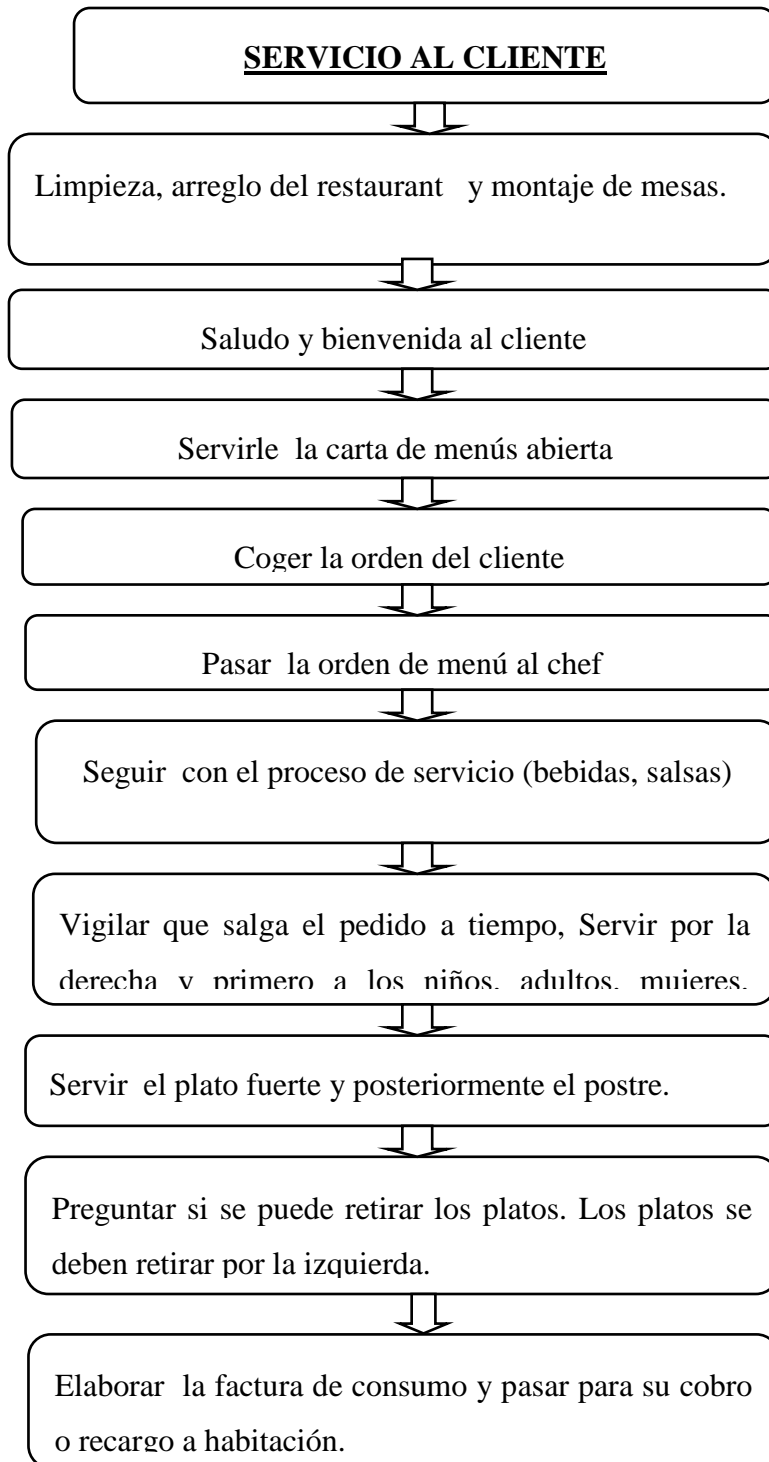 SERVICIO AL CLIENTE
Limpieza, arreglo del restaurant   y montaje de mesas.
Saludo y bienvenida al cliente
Servirle  la carta de menús abierta
Coger la orden del cliente
Pasar  la orden de menú al chef
Seguir  con el proceso de servicio (bebidas, salsas)
Vigilar que salga el pedido a tiempo, Servir por la
derecha y primero a los niños, adultos, mujeres,
Servir  el plato fuerte y posteriormente el postre.
Preguntar si se puede retirar los platos. Los platos se
deben retirar por la izquierda.
Elaborar  la factura de consumo y pasar para su cobro
o recargo a habitación.